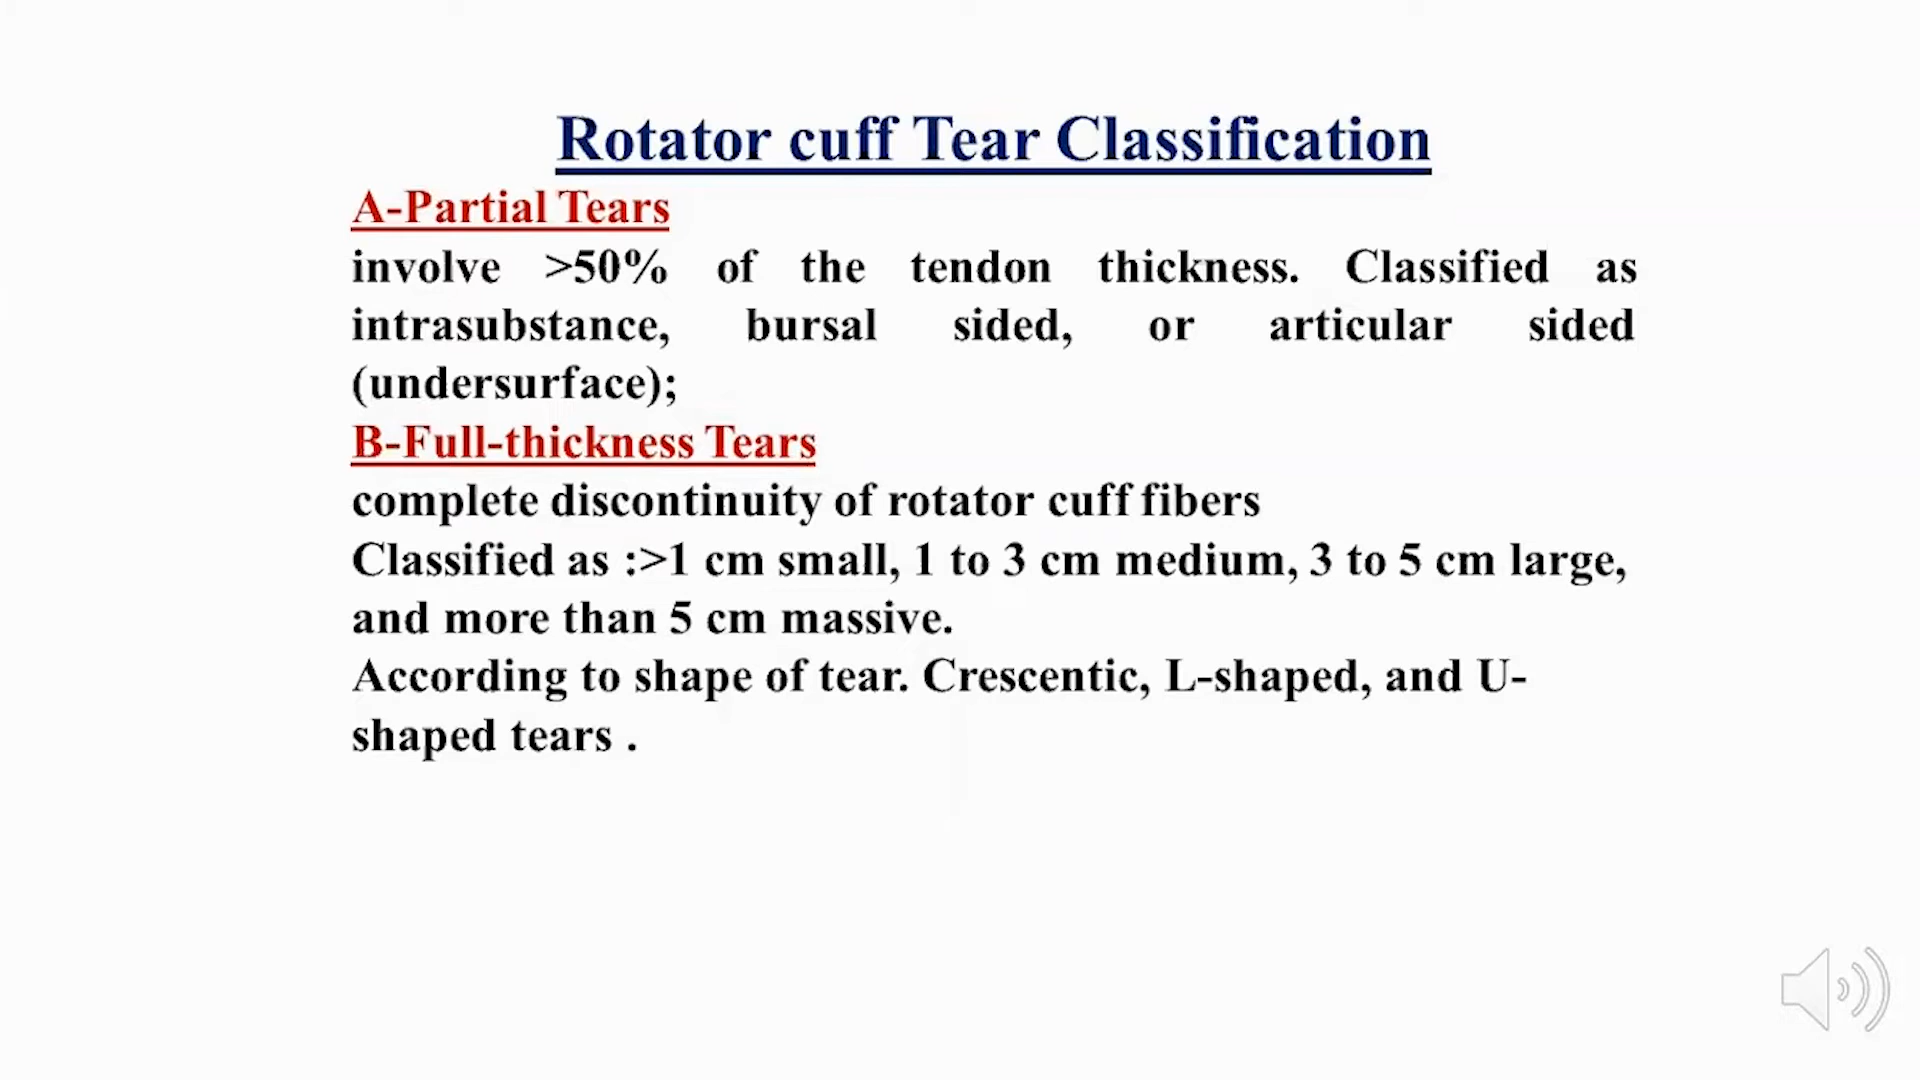 Rotator cuff Tear Classification
A-Partial Tears
involve >50% of the tendon thickness. Classified as
intrasubstance, bursal sided, or articular sided
(undersurface);
B-Full-thickness Tears
complete discontinuity of rotator cuff fibers
Classified as :>1 cm small, 1 to 3 cm medium, 3 to 5 cm large,
and more than 5 cm massive.
According to shape of tear. Crescentic, L-shaped, and U-
shaped tears .